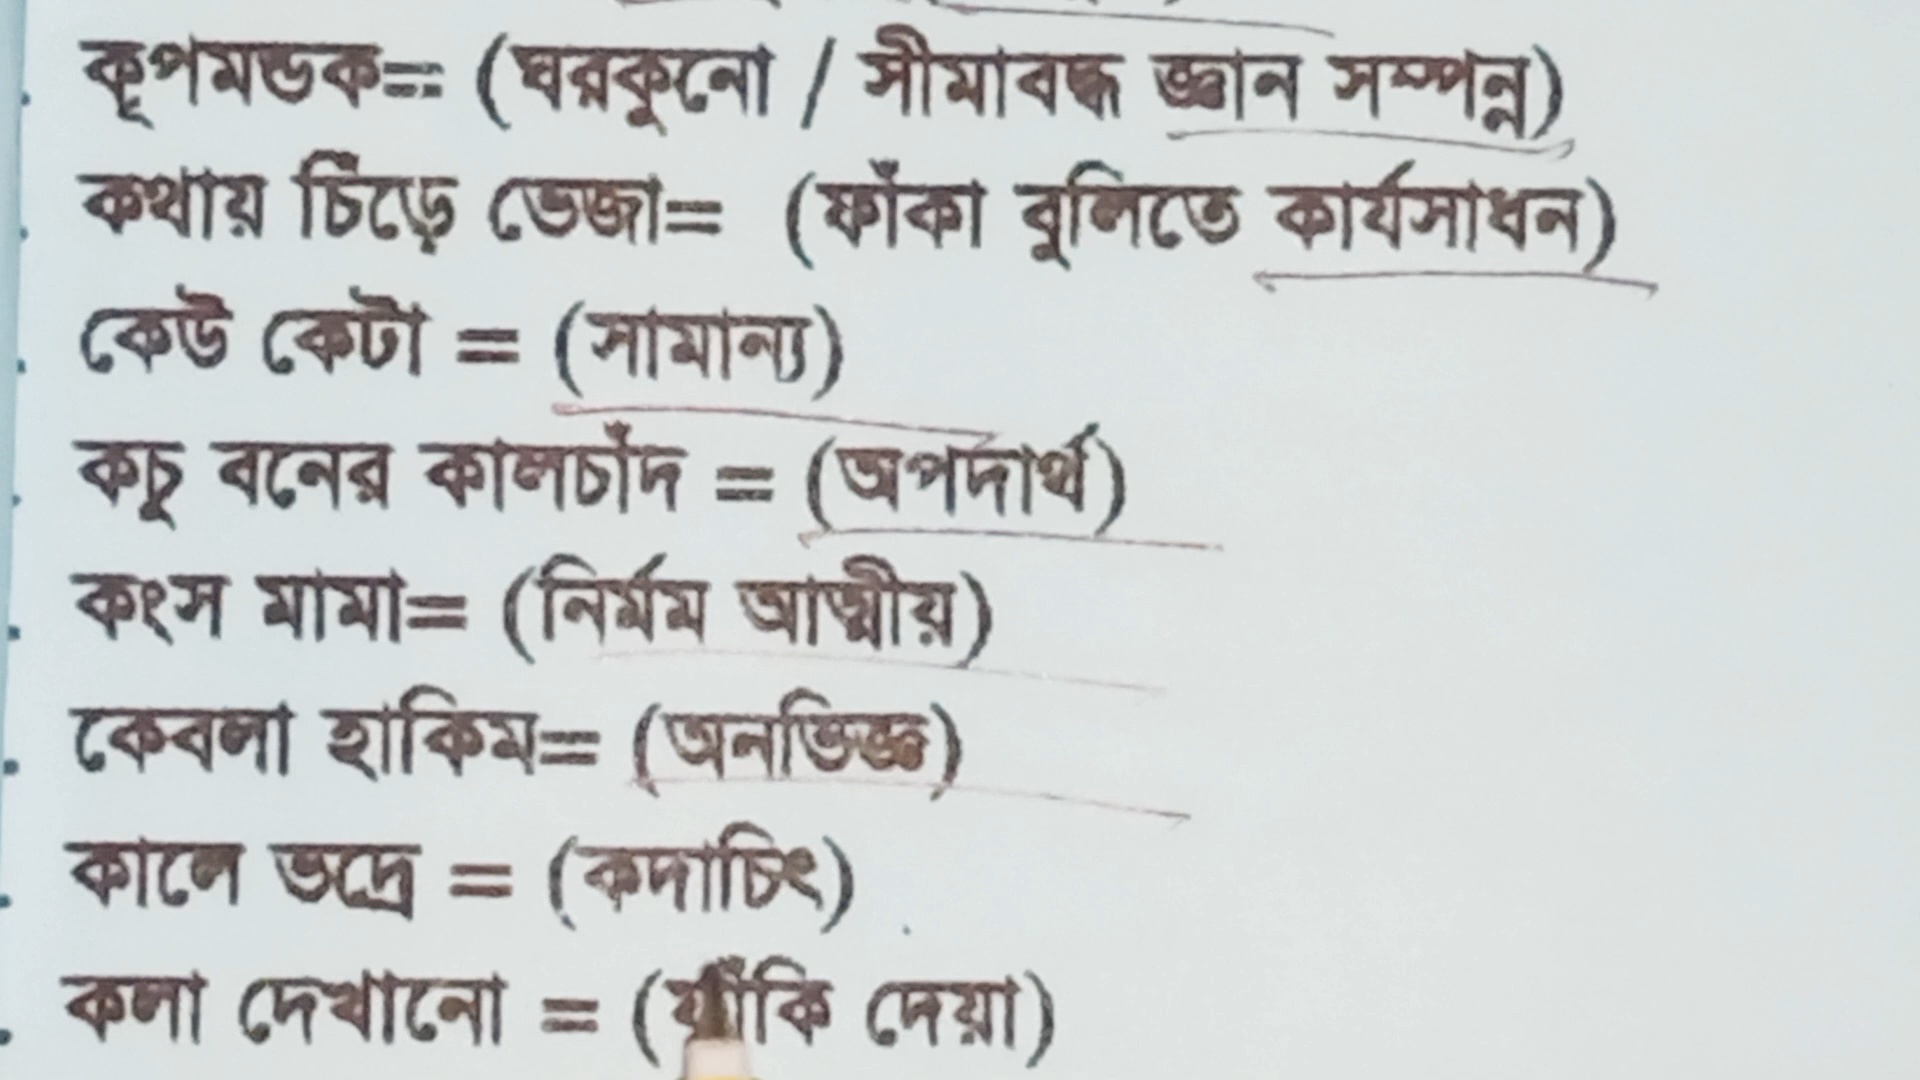 কূপমন্ডক= (ঘরকুনো / সীমাবদ্ধ জ্ঞান সম্পন্ন)
কথায় চিঁড়ে ভেজা= (ফাঁকা বুলিতে কার্যসাধন)
কেউ কেটা = (সামান্য)
কচু বনের কালচাঁদ = (অপদার্থ)
কংস মামা= (নির্মম আত্মীয়)
কেবলা হাকিম= (অনভিজ্ঞ)
কালে ভদ্রে = (কদাচিৎ)
কলা দেখানো = (ফাঁকি দেয়া)